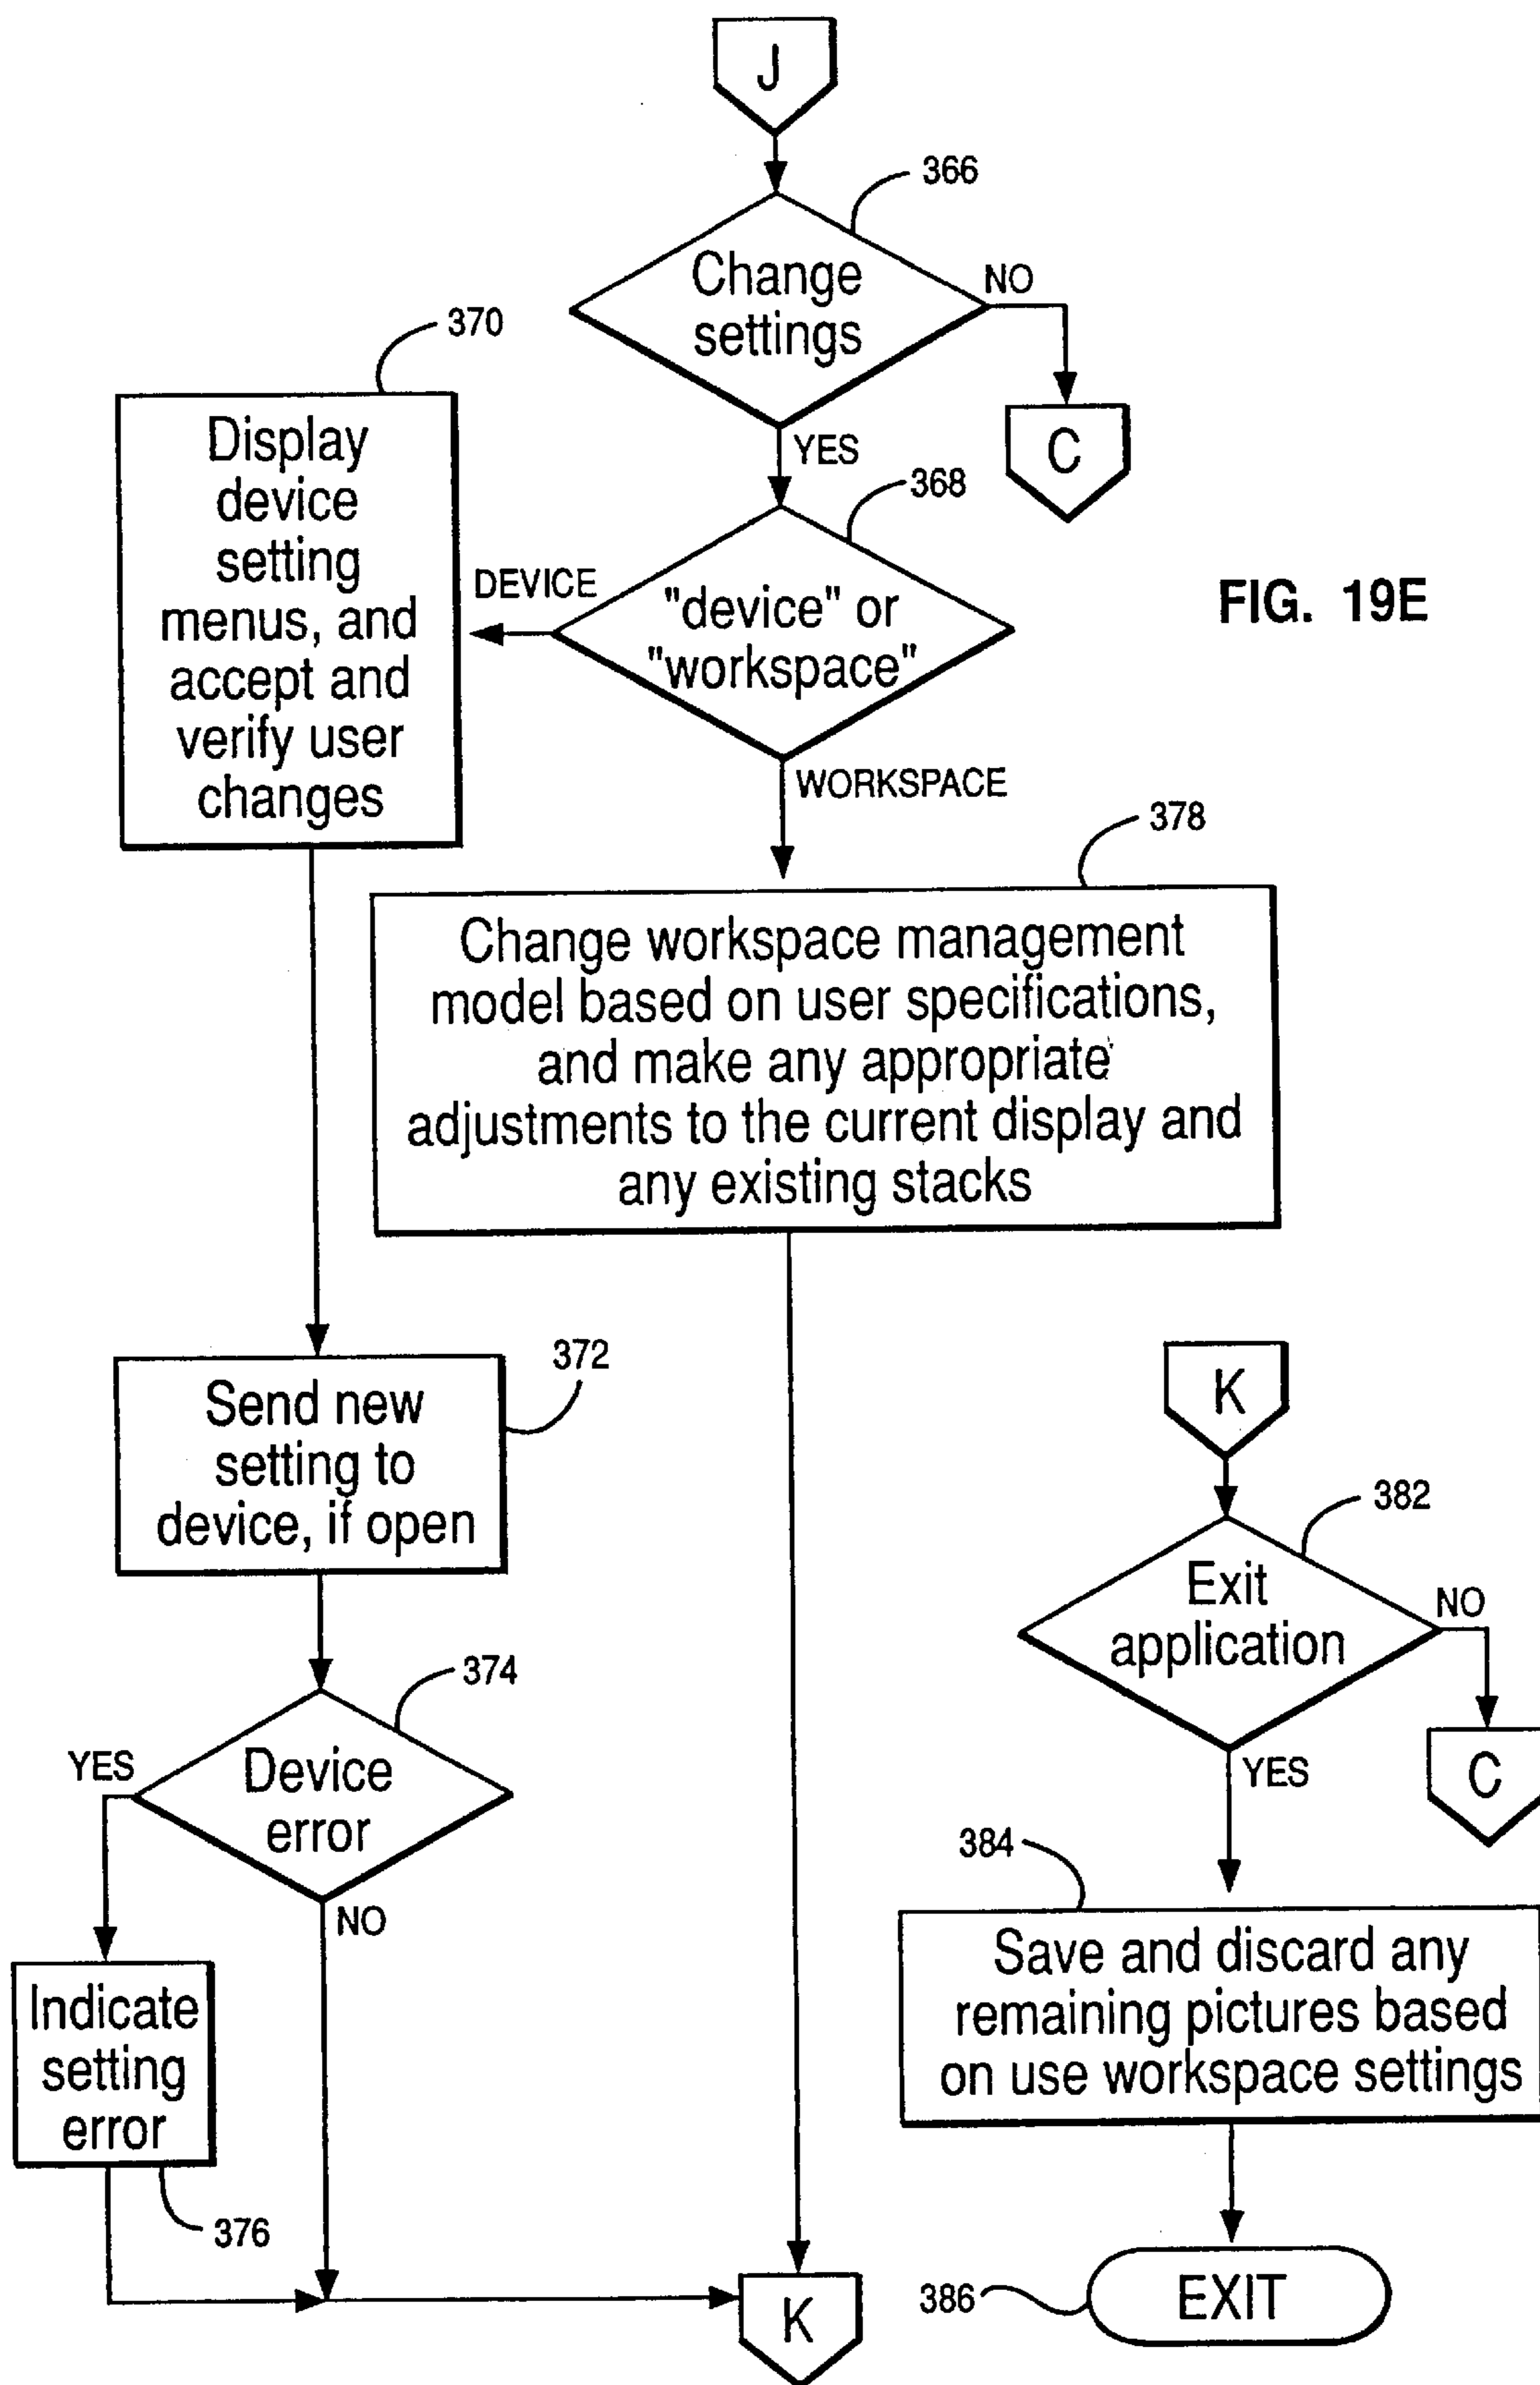 J
366
Change
settings
NO
C
YES
370
Display
device
setting
menus, and
accept and
verify user
changes
368
DEVICE
"device" or
"workspace"
FIG. 19E
WORKSPACE
378
Change workspace management
model based on user specifications,
and make any appropriate
adjustments to the current display and
any existing stacks
372
Send new
setting to
device, if open
374
YES
Device
error
NO
Indicate
setting
error
376
K
K
382
Exit
application
NO
C
YES
384
Save and discard any
remaining pictures based
on use workspace settings
386
EXIT